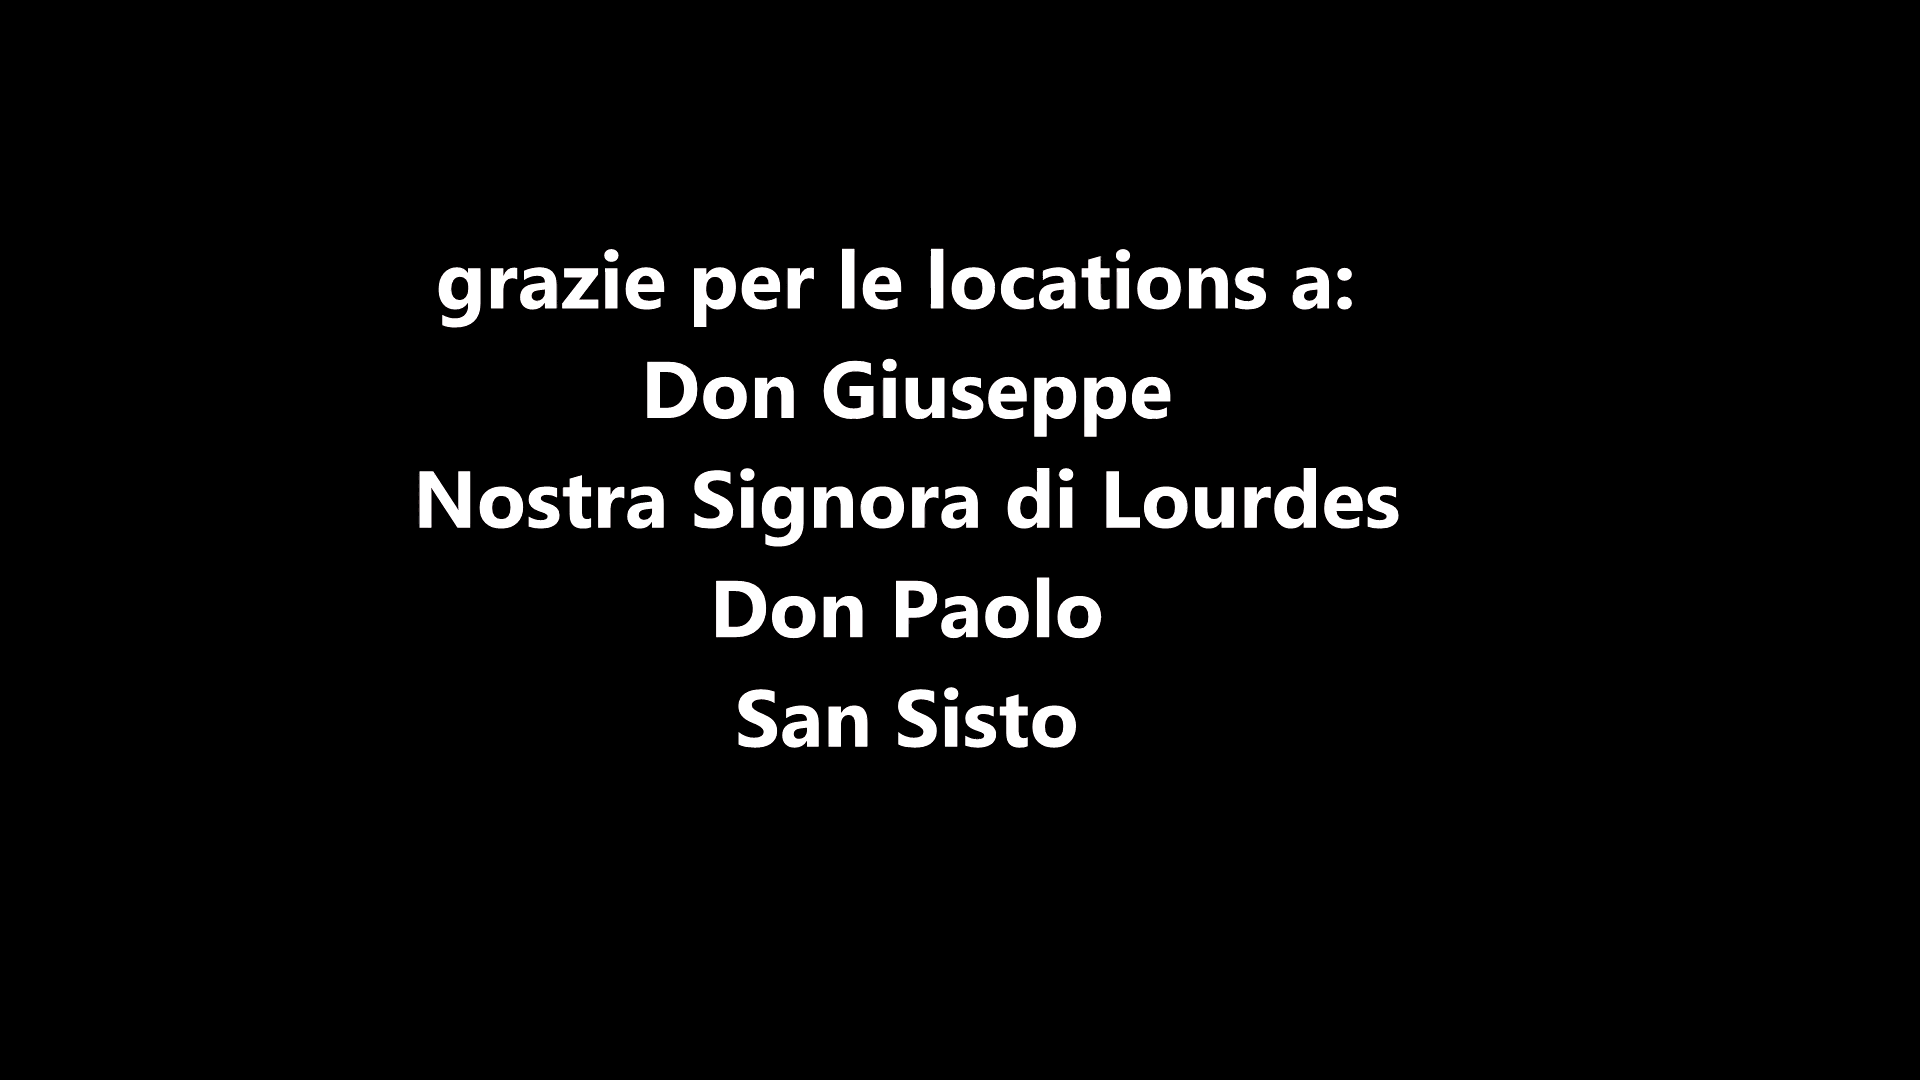 grazie per le locations a:
Don Giuseppe
Nostra Signora di Lourdes
Don Paolo
San Sisto